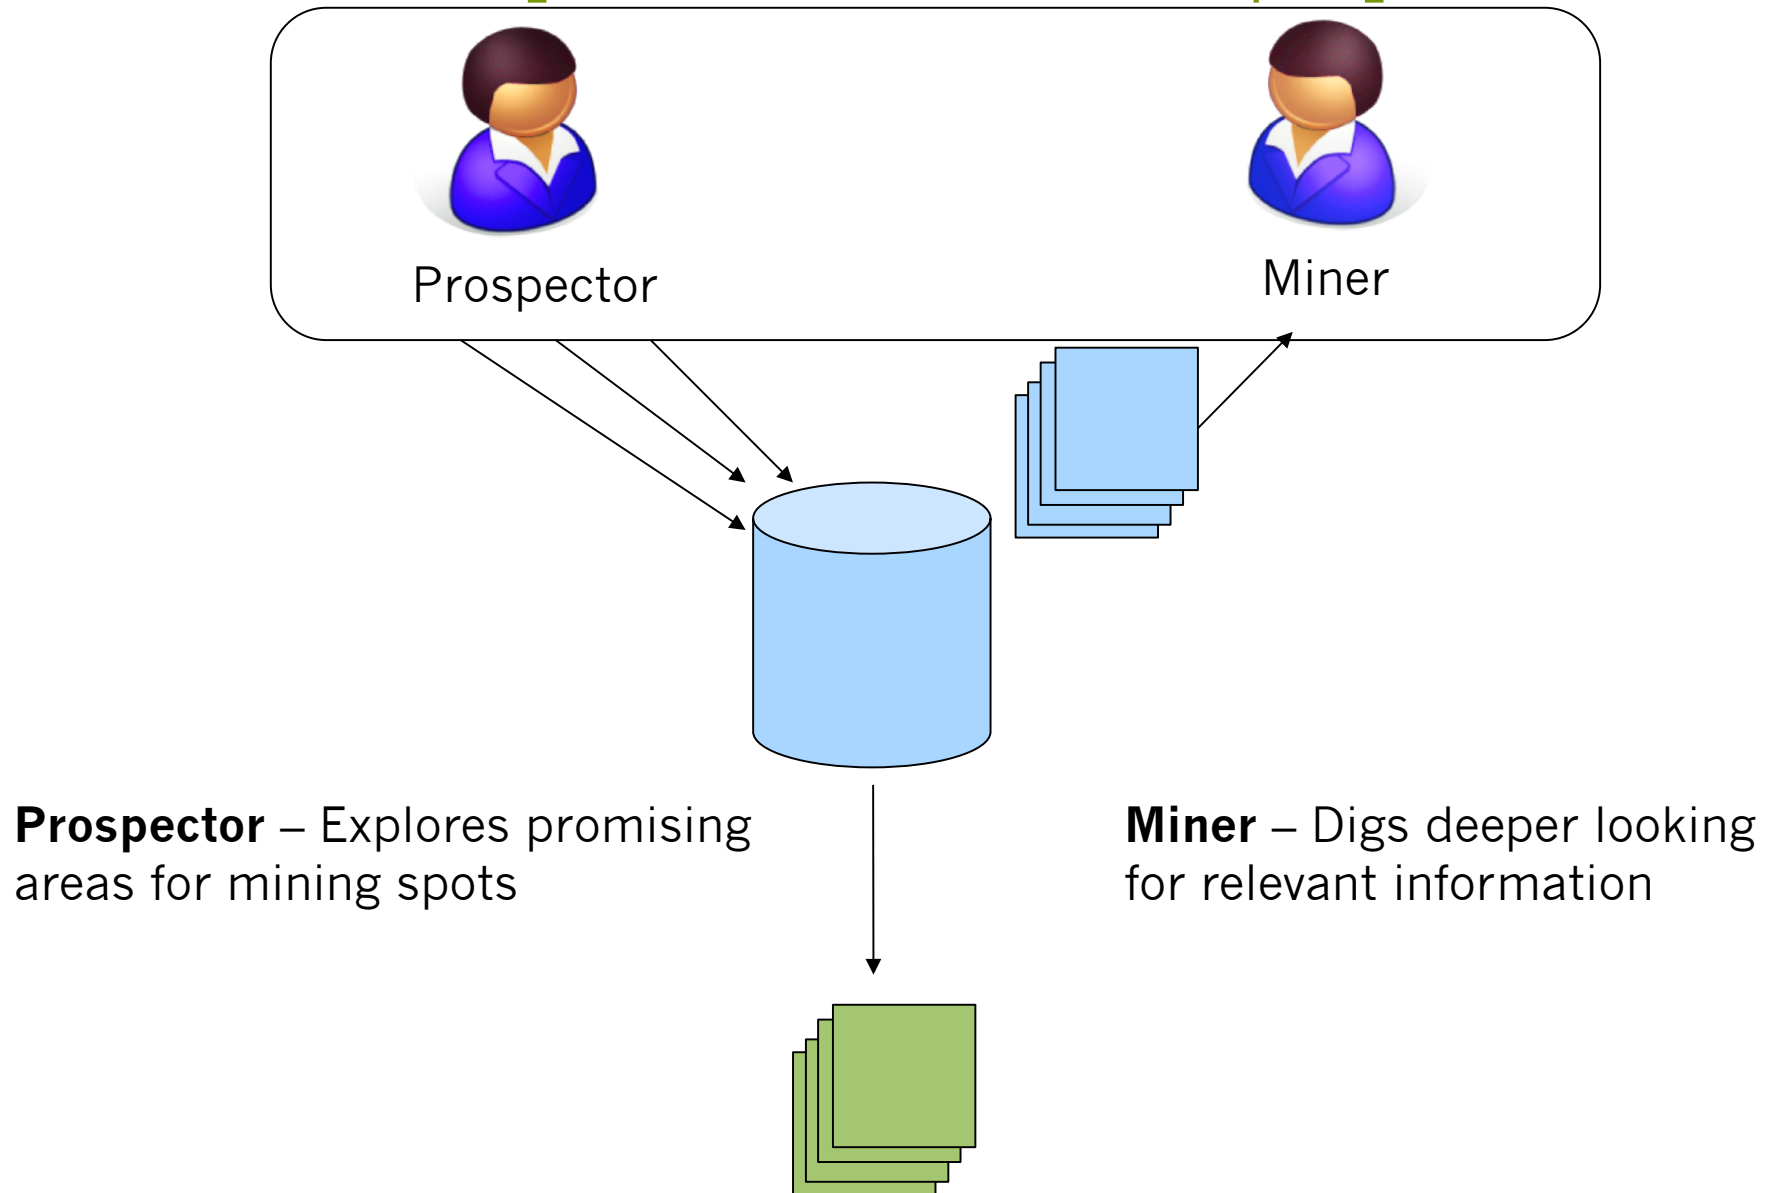 Prospector
Miner
Prospector – Explores promising
areas for mining spots
Miner – Digs deeper looking
for relevant information